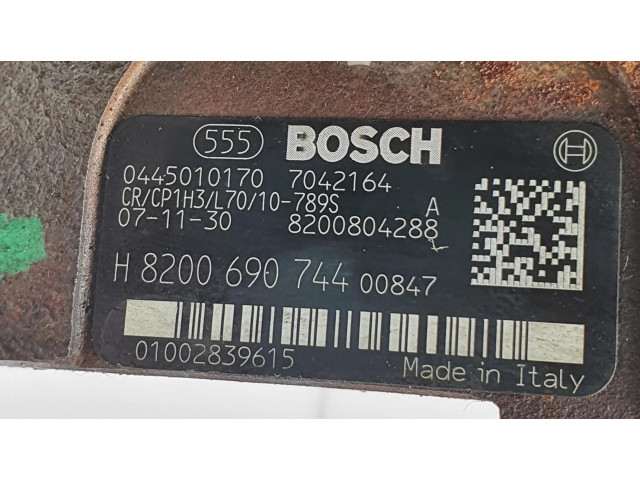 555 BOSCH
0445010170 7042164
CR/CP1H3/L70/10-789S A
07-11-30 8200804288
H 8200 690 744 00847
01002839615
Made in Italy